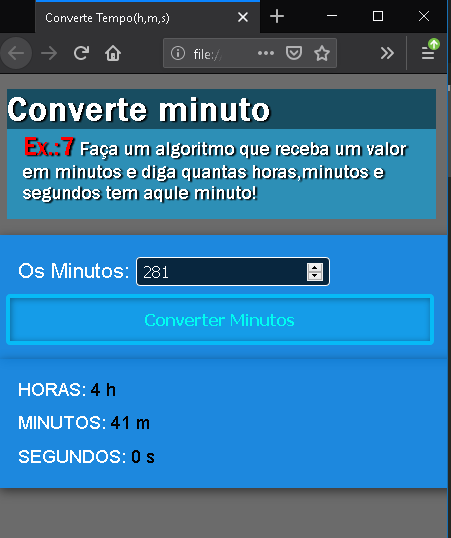 Converte Tempo(h,m,s)
file:/
Converte minuto
Ex.:7 Faça um algoritmo que receba um valor
em minutos e diga quantas horas,minutos e
segundos tem aqule minuto!
Os Minutos: 281
Converter Minutos
HORAS: 4 h
MINUTOS: 41 m
SEGUNDOS: 0 s